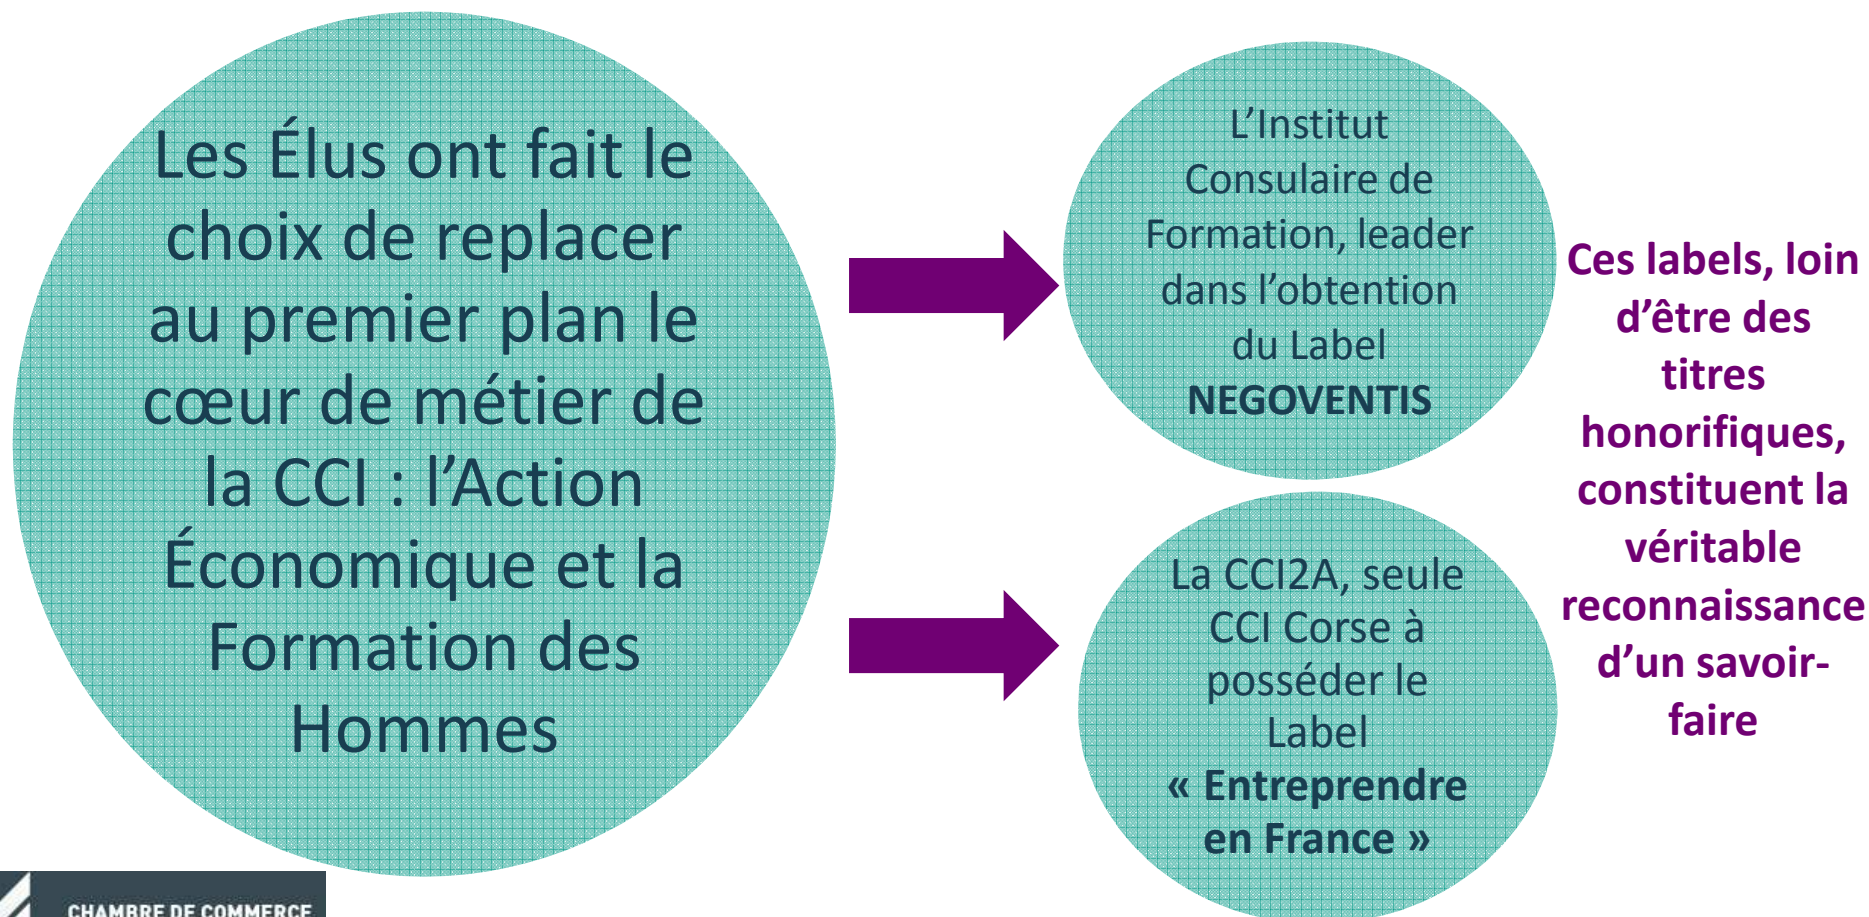 Les Élus ont fait le
choix de replacer
au premier plan le
cœur de métier de
la CCI : l’Action
Économique et la
Formation des
Hommes
L’Institut
Consulaire de
Formation, leader
dans l’obtention
du Label
NEGOVENTIS
La CCI2A, seule
CCI Corse à
posséder le
Label
« Entreprendre
en France »
Ces labels, loin
d’être des
titres
honorifiques,
constituent la
véritable
reconnaissance
d’un savoir-
faire
CHAMBRE DE COMMERCE